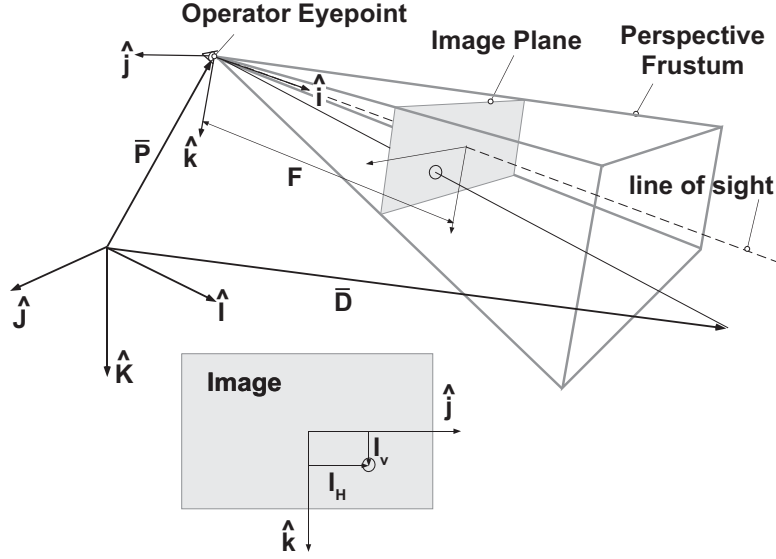 Operator Eyepoint
Image Plane
Perspective
Frustum
ĵ
î
P̅
k̂
F
line of sight
Ĵ
Î
D̅
K̂
Image
ĵ
I_V
I_H
k̂